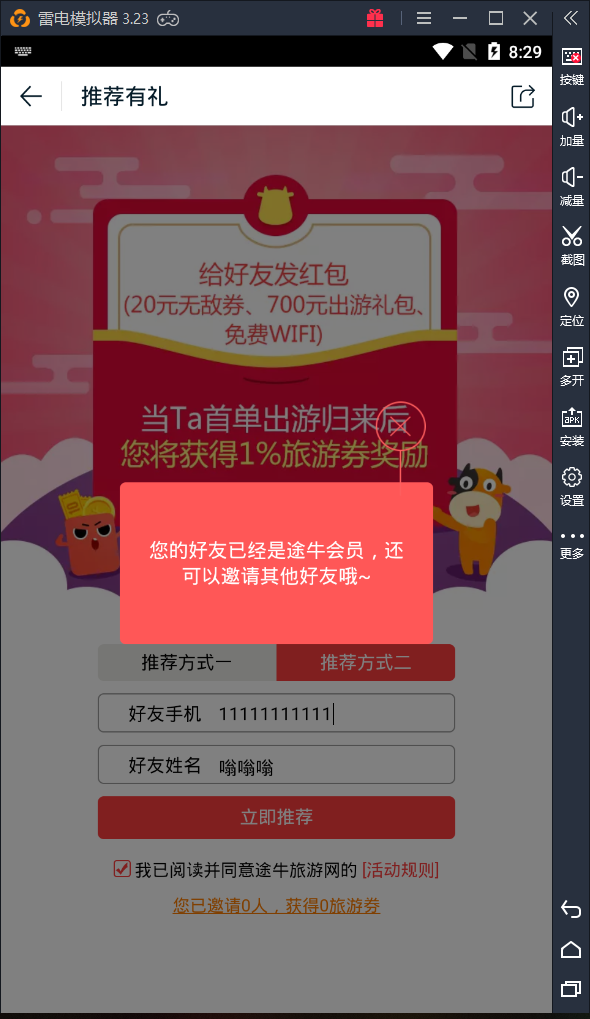 雷电模拟器 3.23
8:29
推荐有礼
给好友发红包
(20元无敌券、700元出游礼包、
免费WIFI)
当Ta首单出游归来后
您将获得1%旅游券奖励
您的好友已经是途牛会员，还
可以邀请其他好友哦~
推荐方式一
推荐方式二
好友手机 11111111111
好友姓名 嗡嗡嗡
立即推荐
我已阅读并同意途牛旅游网的 [活动规则]
您已邀请0人，获得0旅游券
按键
加量
减量
截图
定位
多开
APK
安装
设置
更多